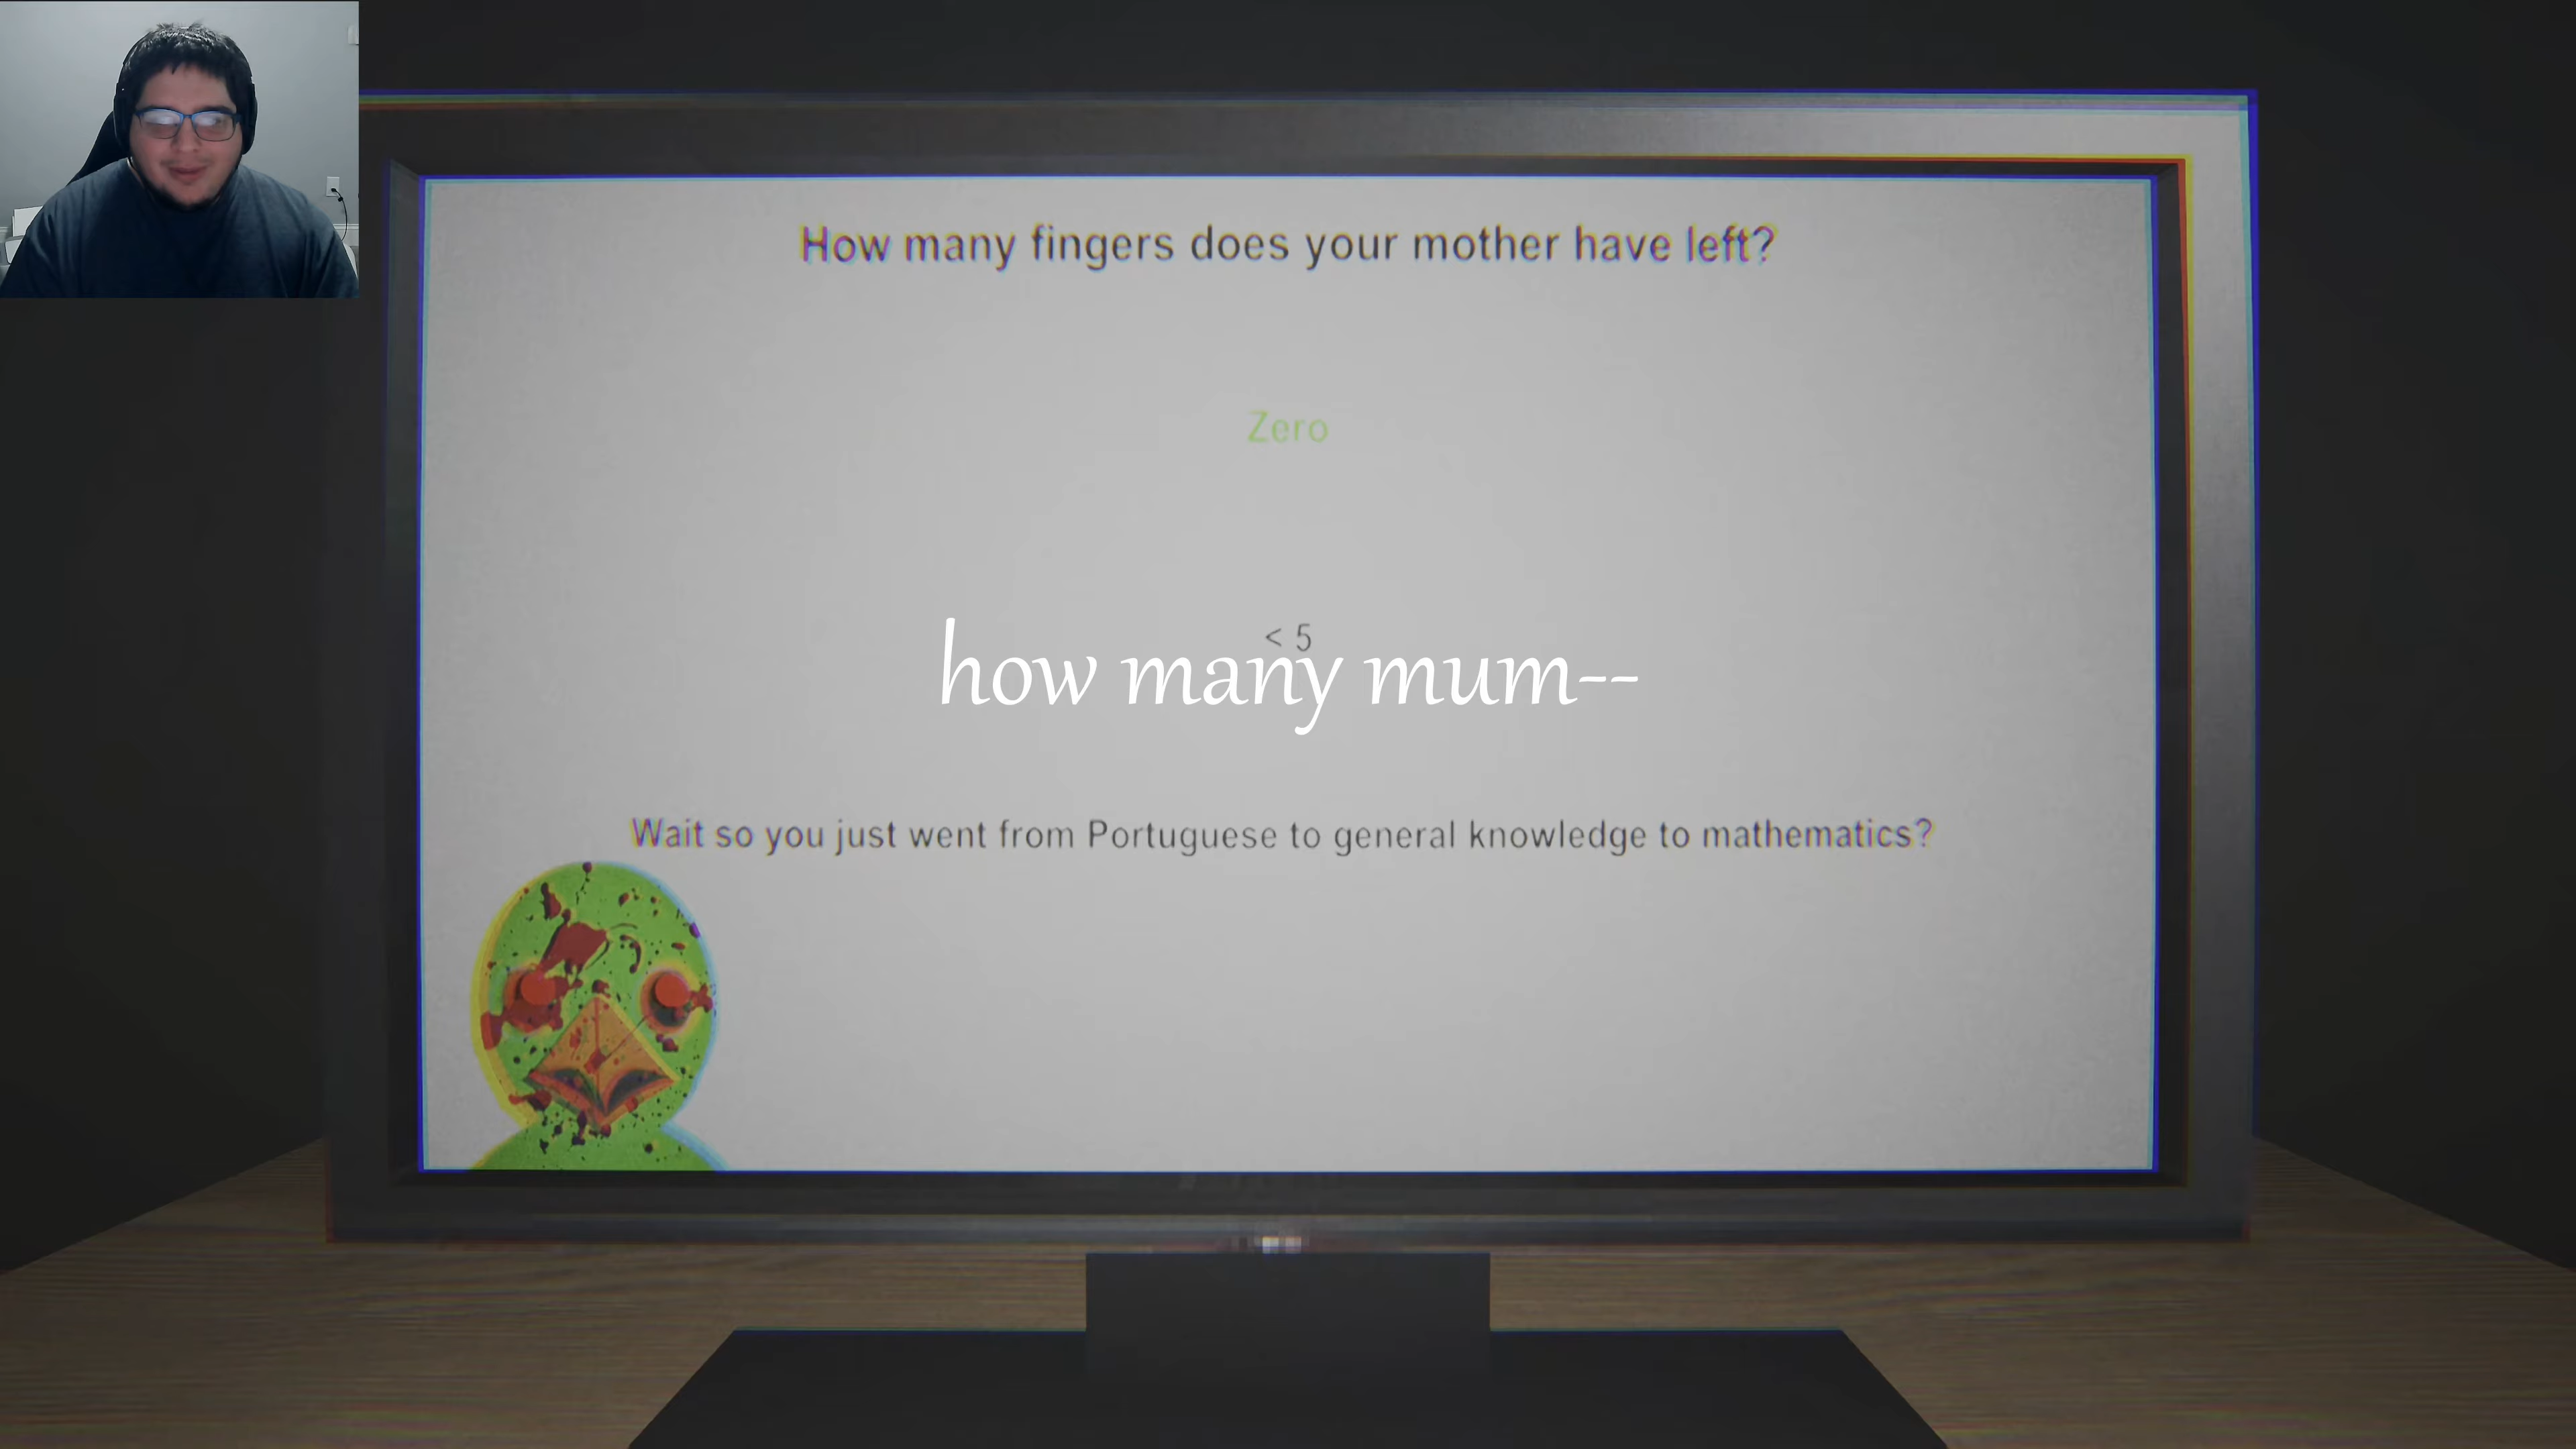 How many fingers does your mother have left?
Zero
< 5
how many mum--
Wait so you just went from Portuguese to general knowledge to mathematics?